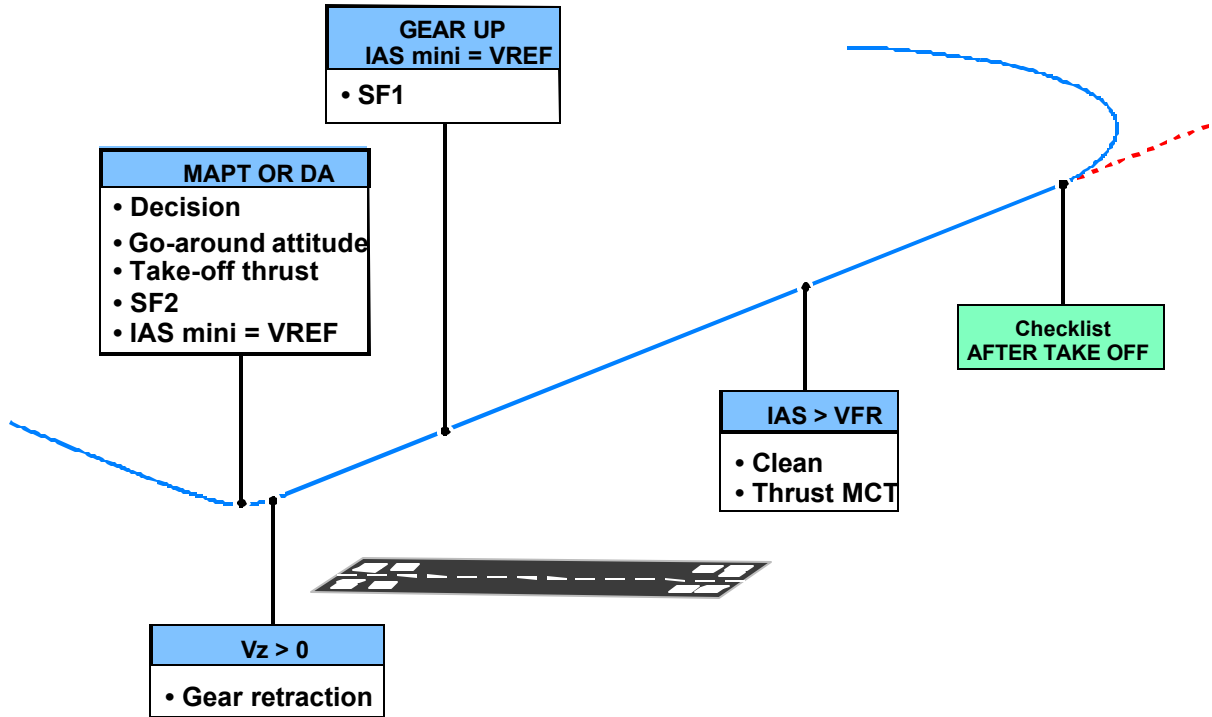 GEAR UP
IAS mini = VREF
• SF1
MAPT OR DA
• Decision
• Go-around attitude
• Take-off thrust
• SF2
• IAS mini = VREF
Checklist
AFTER TAKE OFF
IAS > VFR
• Clean
• Thrust MCT
Vz > 0
• Gear retraction